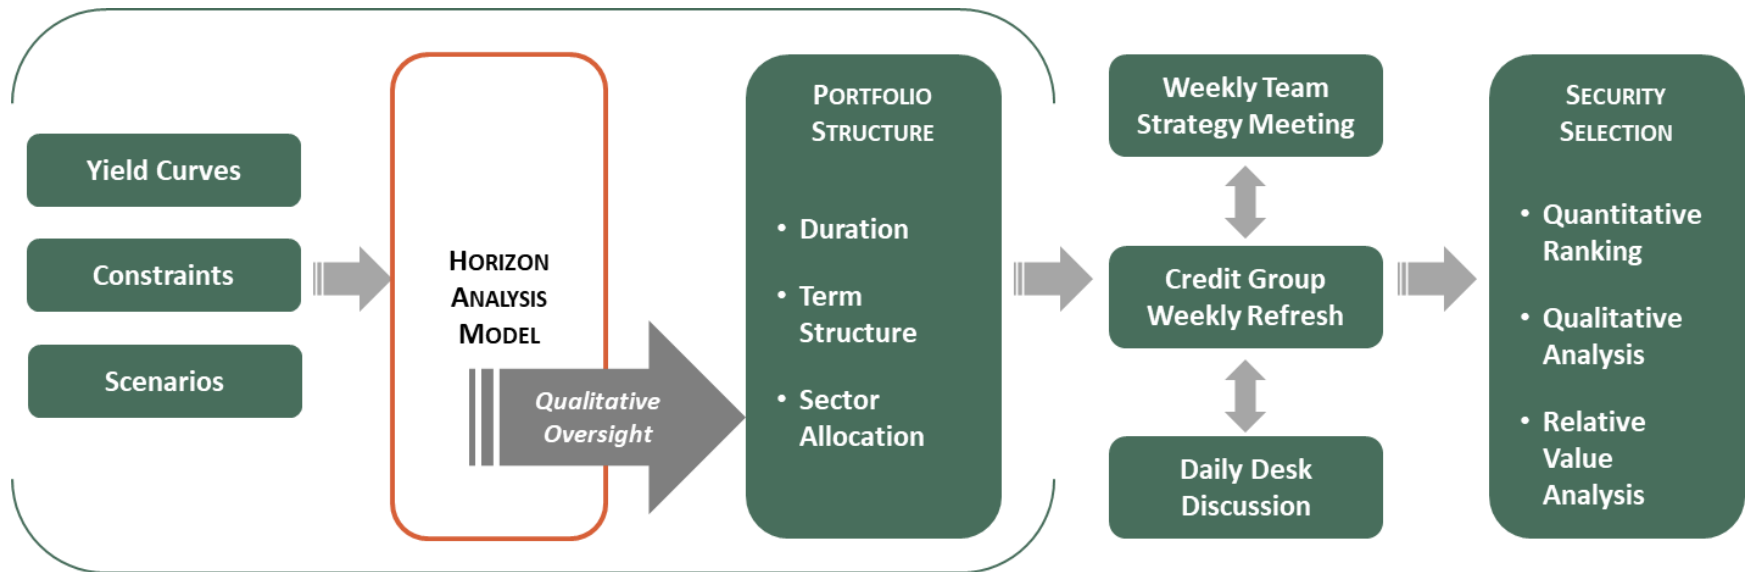 Yield Curves
Constraints
Scenarios
HORIZON
ANALYSIS
MODEL
Qualitative
Oversight
PORTFOLIO
STRUCTURE
• Duration
• Term
Structure
• Sector
Allocation
Weekly Team
Strategy Meeting
Credit Group
Weekly Refresh
Daily Desk
Discussion
SECURITY
SELECTION
• Quantitative
Ranking
• Qualitative
Analysis
• Relative
Value
Analysis